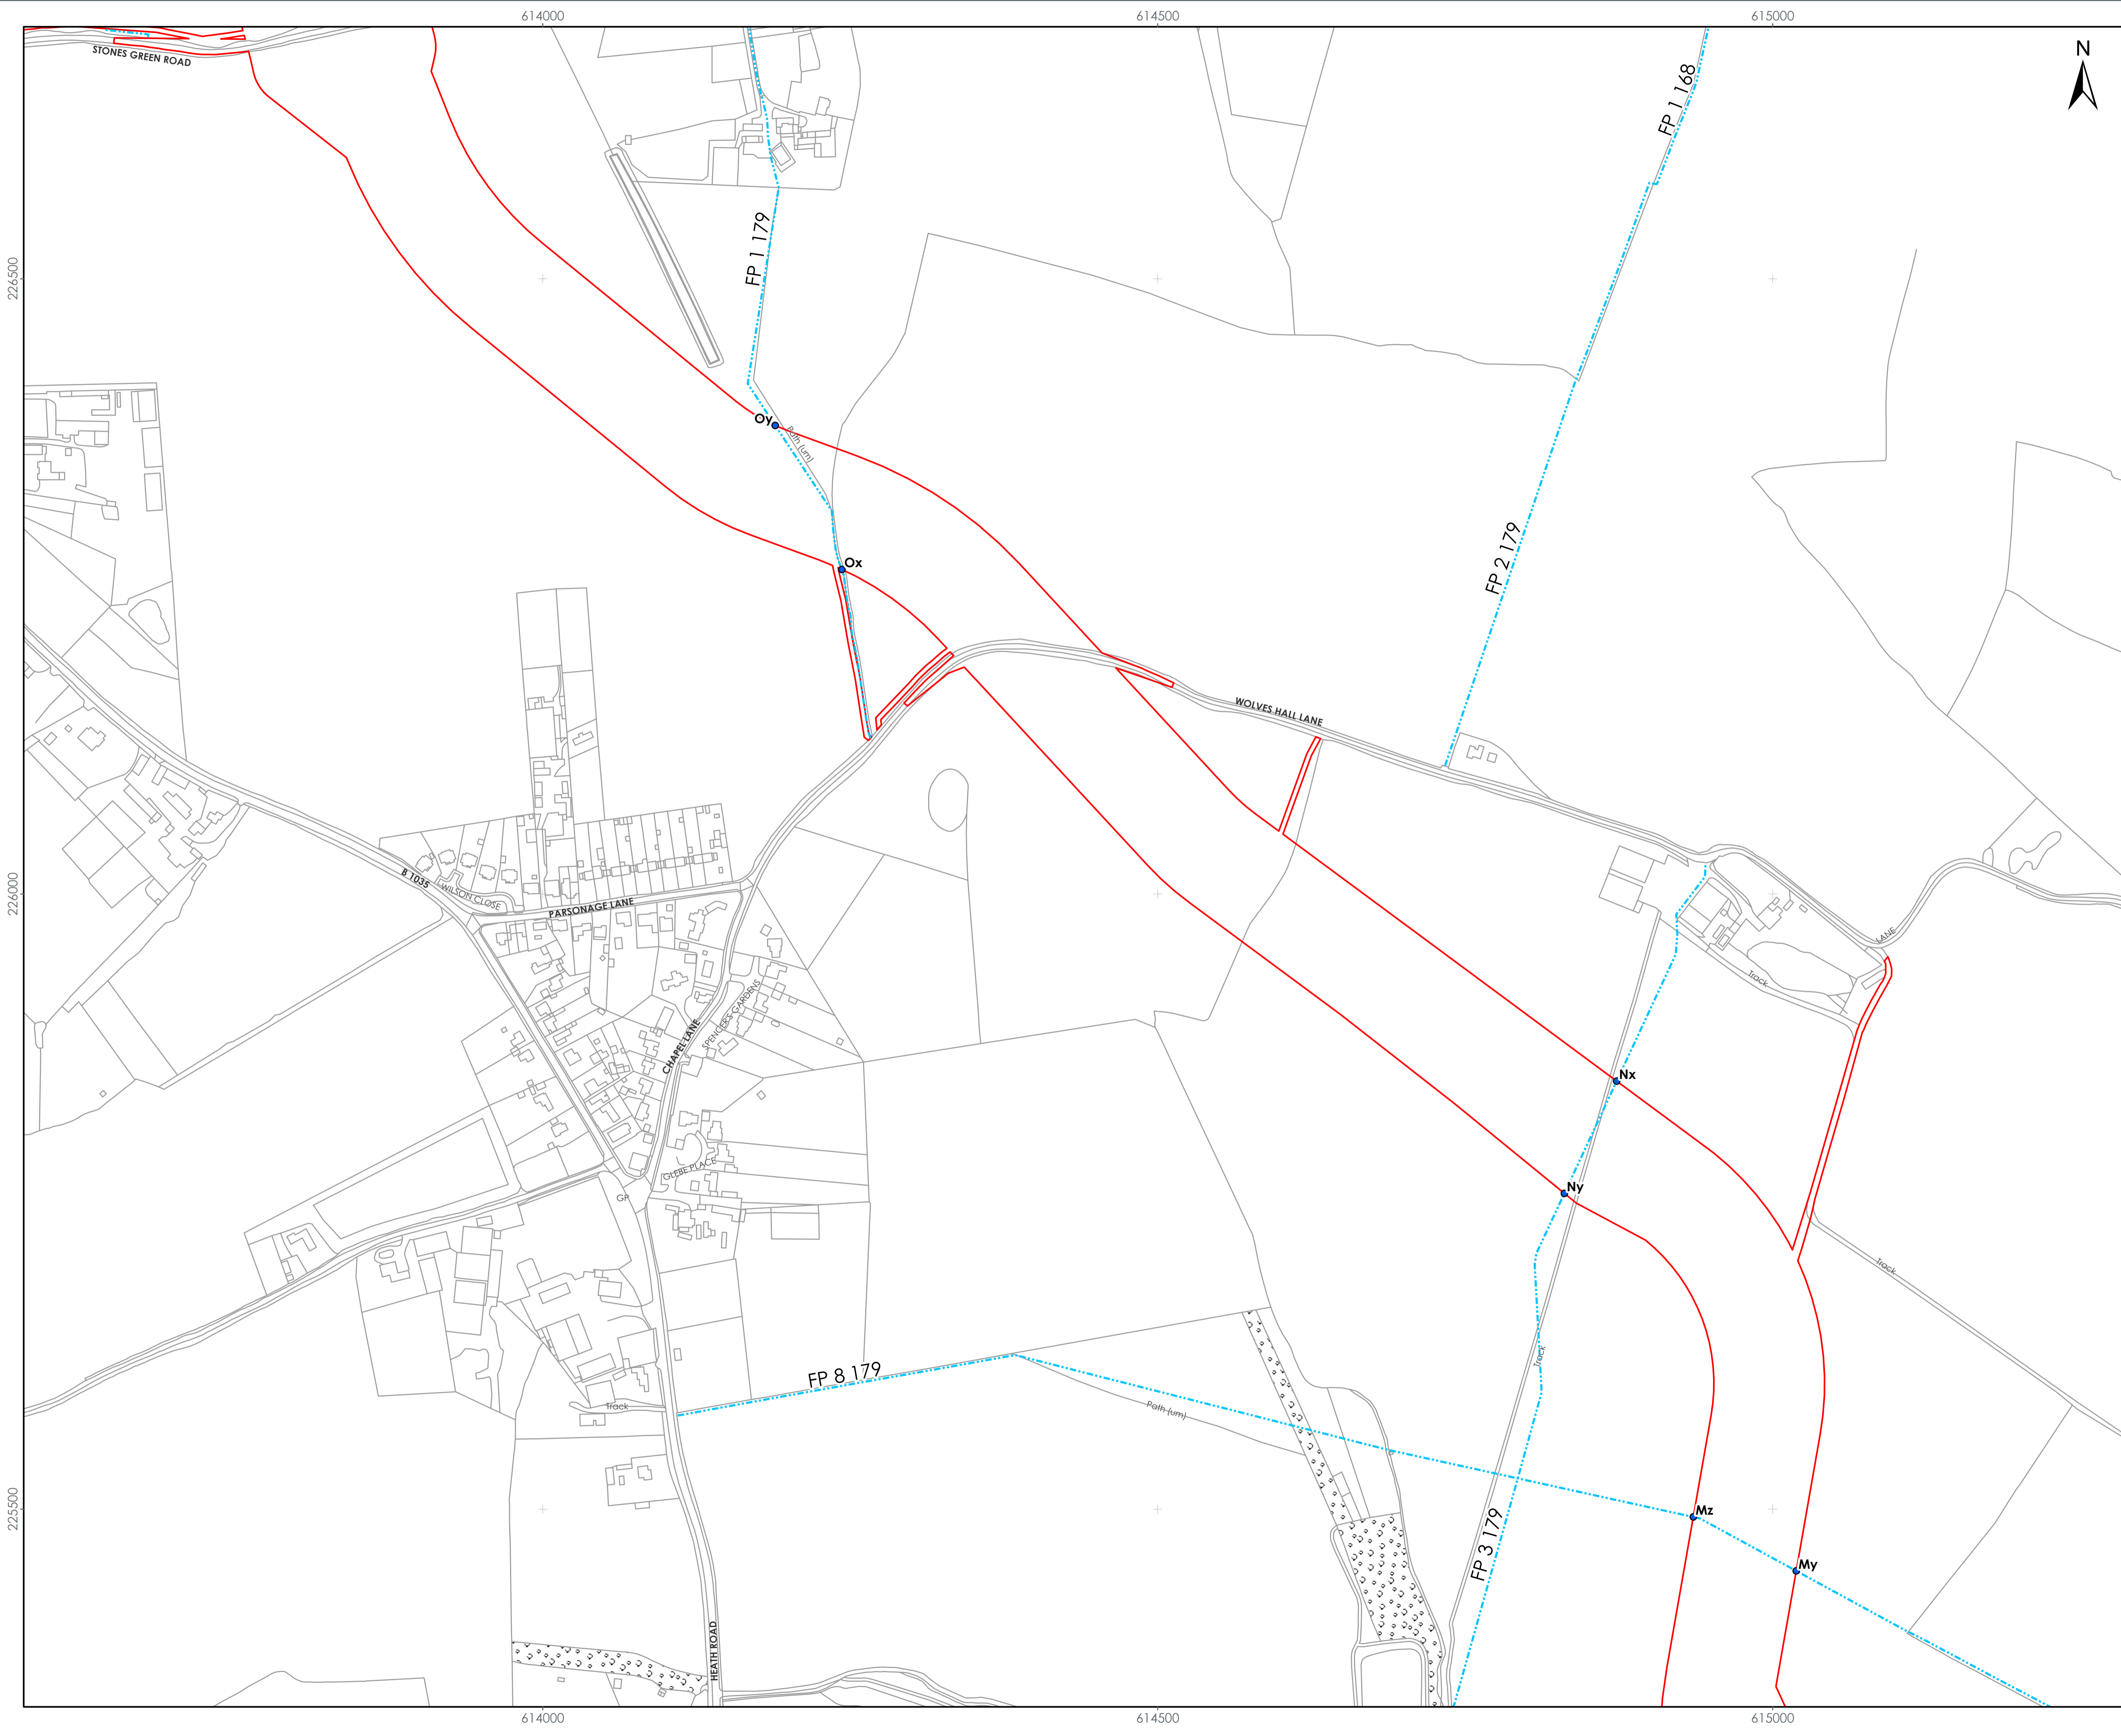 614000
614500
615000
N
STONES GREEN ROAD
FP 1 168
FP 1 179
226500
Oy
Path (um)
Ox
FP 2 179
WOLVES HALL LANE
226000
B 1035
WILSON CLOSE
PARSONAGE LANE
LANE
Track
SPENCER'S GARDENS
CHAPEL LANE
Nx
GLEBE PLACE
GP
Ny
Track
Track
FP 8 179
Track
Path (um)
225500
Mz
FP 3 179
My
HEATH ROAD
614000
614500
615000